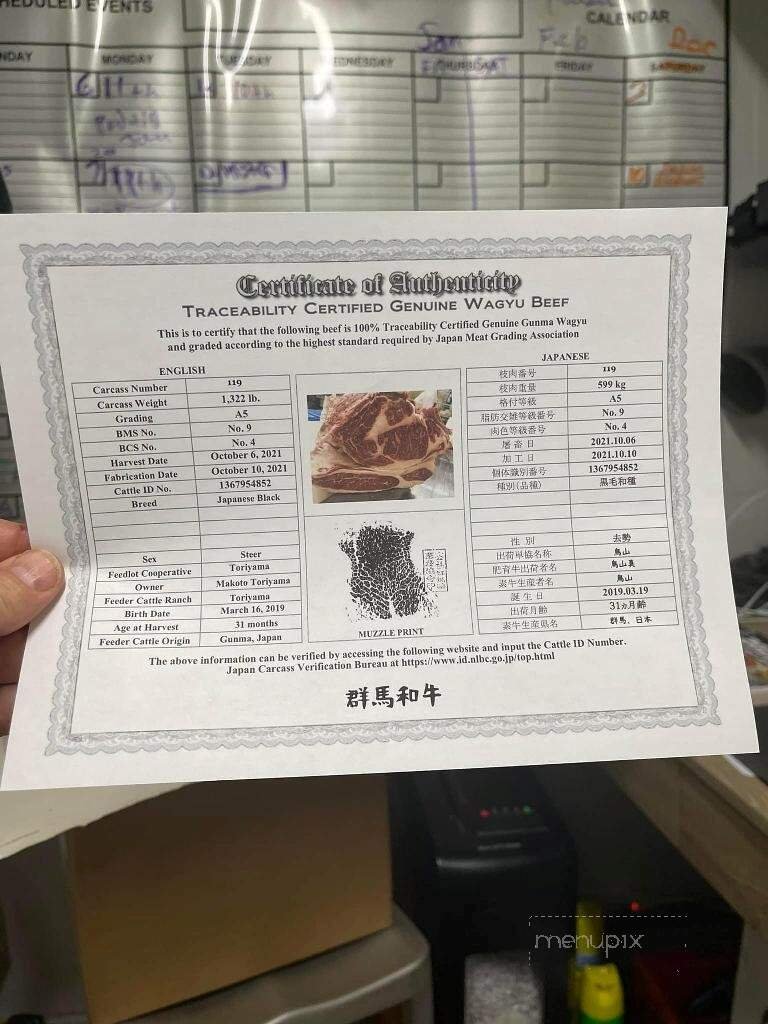 SCHEDULED EVENTS
CALENDAR
Sam
Feb
MONDAY
TUESDAY
WEDNESDAY
FRIDAY
SATURDAY
Certificate of Authenticity
TRACEABILITY CERTIFIED GENUINE WAGYU BEEF
This is to certify that the following beef is 100% Traceability Certified Genuine Gunma Wagyu
and graded according to the highest standard required by Japan Meat Grading Association
ENGLISH
Carcass Number 119
Carcass Weight 1,322 lb.
Grading A5
BMS No. No. 9
BCS No. No. 4
Harvest Date October 6, 2021
Fabrication Date October 10, 2021
Cattle ID No. 1367954852
Breed Japanese Black
Sex Steer
Feedlot Cooperative Toriyama
Owner Makoto Toriyama
Feeder Cattle Ranch Toriyama
Birth Date March 16, 2019
Age at Harvest 31 months
Feeder Cattle Origin Gunma, Japan
MUZZLE PRINT
JAPANESE
枝肉番号 119
枝肉重量 599 kg
格付等級 A5
脂肪交雑等級番号 No. 9
肉色等級番号 No. 4
屠畜日 2021.10.06
加工日 2021.10.10
個体識別番号 1367954852
種別(品種) 黒毛和種
性別 去勢
出荷単協名称 鳥山
肥育牛出荷者名 鳥山真
素牛生産者名 鳥山
誕生日 2019.03.19
出荷月齢 31ヵ月齢
素牛生産県名 群馬、日本
The above information can be verified by accessing the following website and input the Cattle ID Number.
Japan Carcass Verification Bureau at https://www.id.nlbc.go.jp/top.html
群馬和牛
menupix